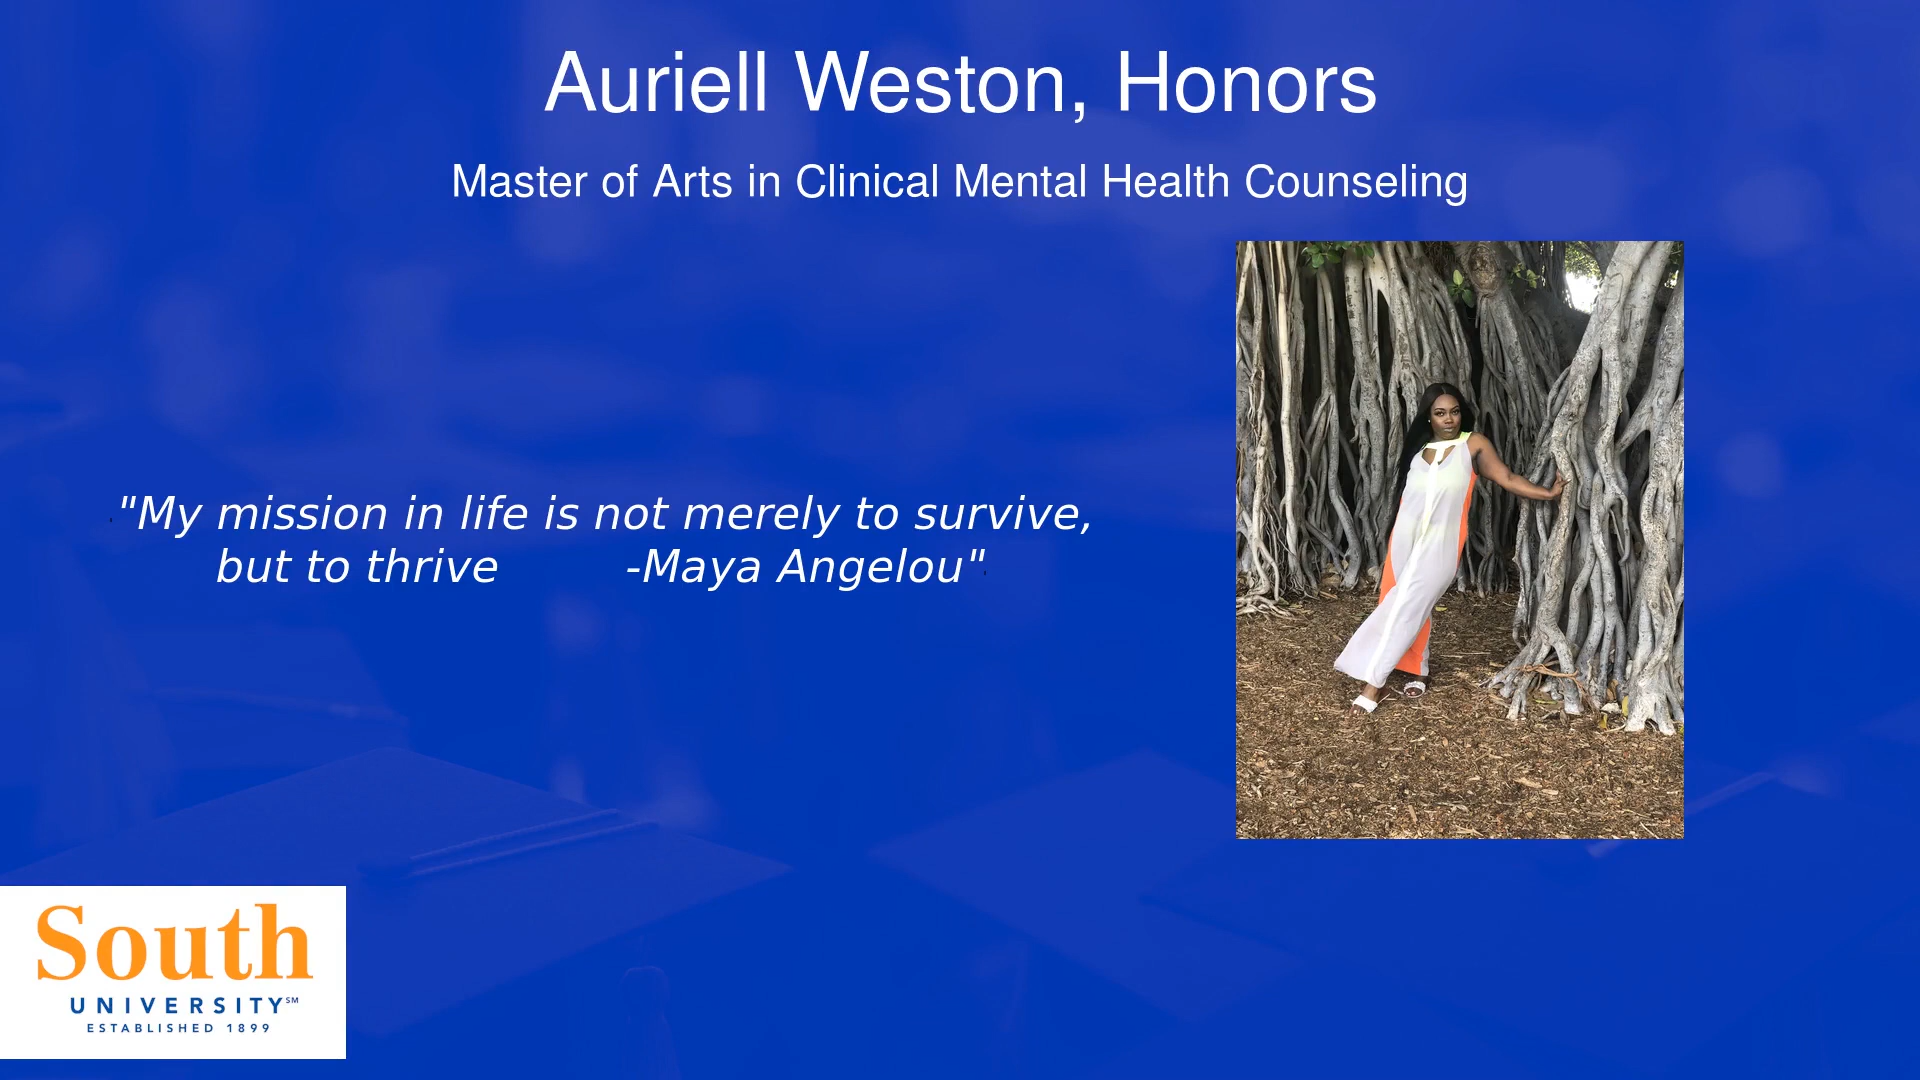 Auriell Weston, Honors
Master of Arts in Clinical Mental Health Counseling
"My mission in life is not merely to survive,
but to thrive -Maya Angelou"
South
UNIVERSITY℠
ESTABLISHED 1899